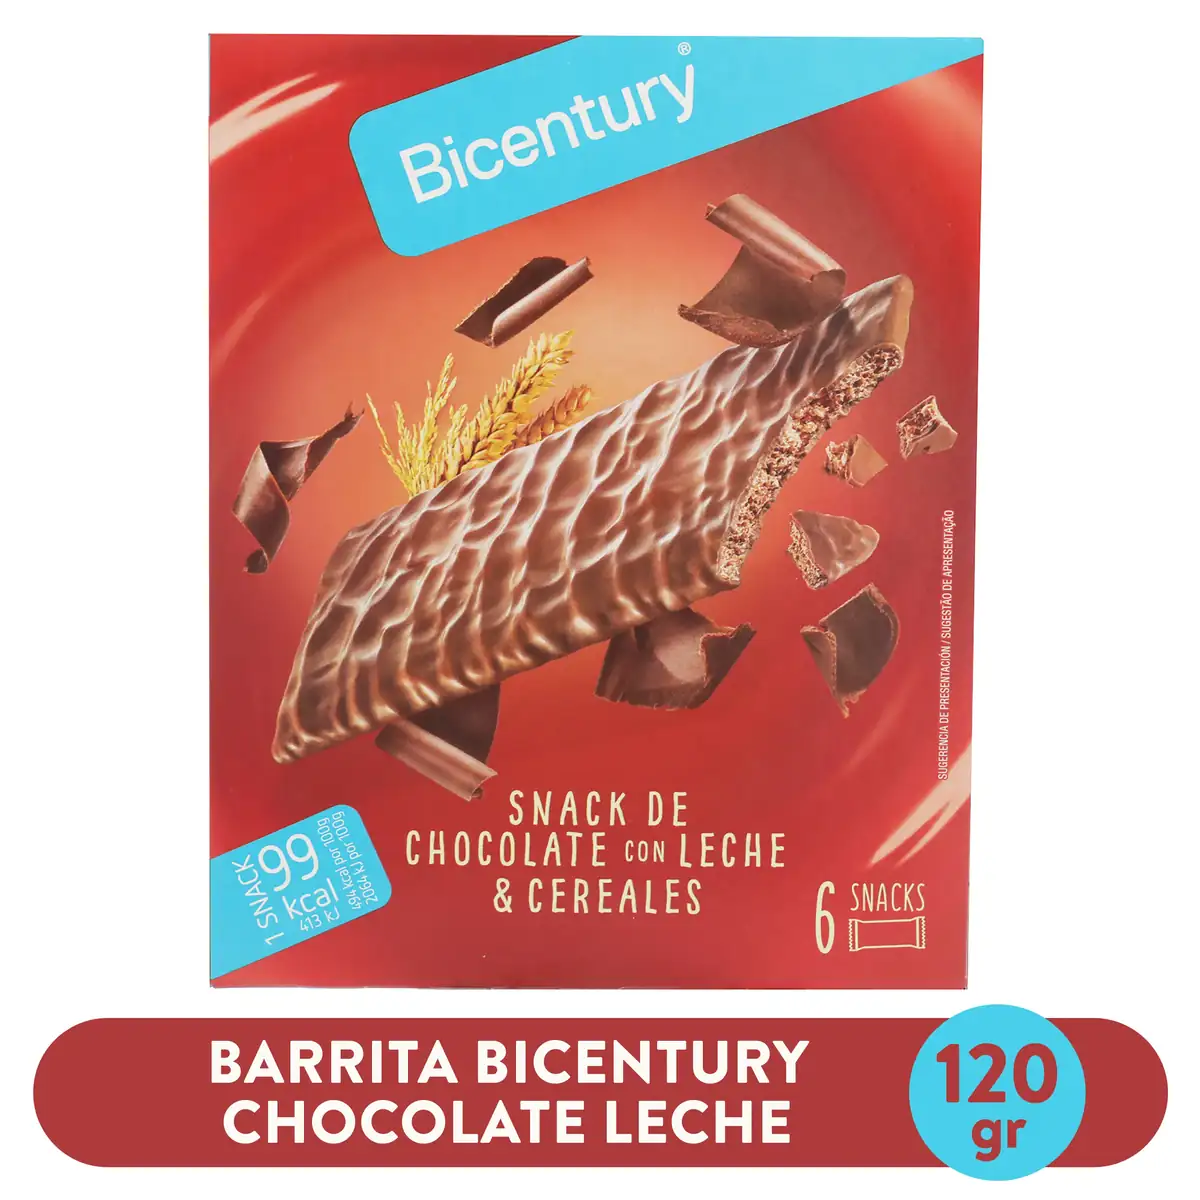 Bicentury®
SUGERENCIA DE PRESENTACIÓN / SUGESTÃO DE APRESENTAÇÃO
SNACK DE
CHOCOLATE CON LECHE
& CEREALES
1 SNACK
99
kcal
413 kJ
494 kcal por 100g
2064 kJ por 100g
6 SNACKS
BARRITA BICENTURY
CHOCOLATE LECHE
120
gr